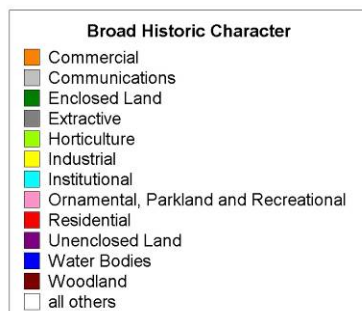 Broad Historic Character
Commercial
Communications
Enclosed Land
Extractive
Horticulture
Industrial
Institutional
Ornamental, Parkland and Recreational
Residential
Unenclosed Land
Water Bodies
Woodland
all others